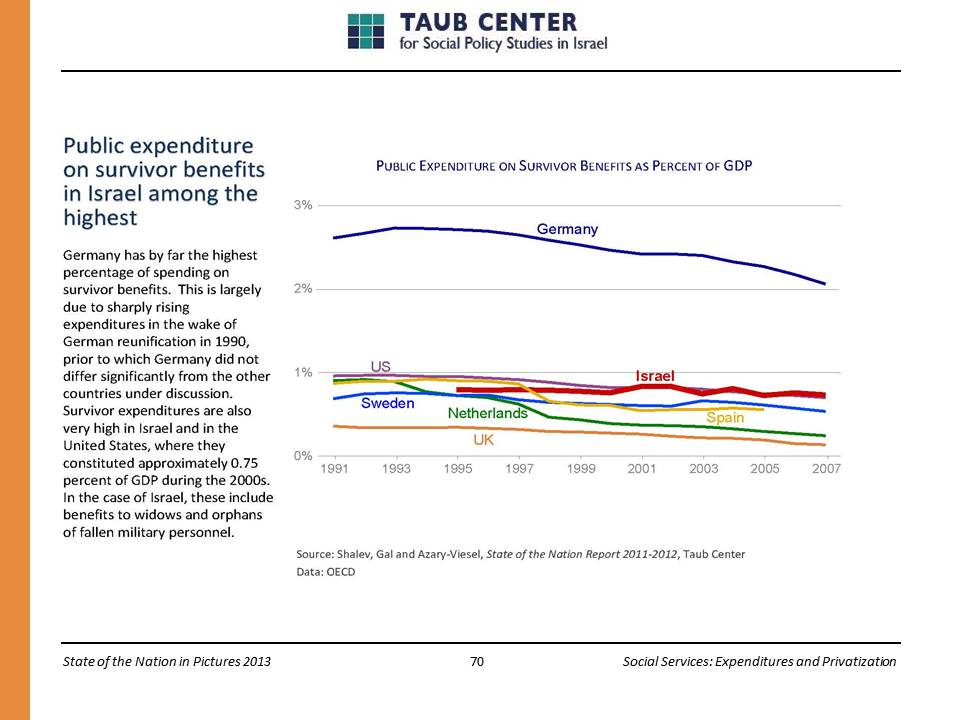 TAUB CENTER
for Social Policy Studies in Israel
Public expenditure
on survivor benefits
in Israel among the
highest
Germany has by far the highest
percentage of spending on
survivor benefits.  This is largely
due to sharply rising
expenditures in the wake of
German reunification in 1990,
prior to which Germany did not
differ significantly from the other
countries under discussion.
Survivor expenditures are also
very high in Israel and in the
United States, where they
constituted approximately 0.75
percent of GDP during the 2000s.
In the case of Israel, these include
benefits to widows and orphans
of fallen military personnel.
PUBLIC EXPENDITURE ON SURVIVOR BENEFITS AS PERCENT OF GDP
3%
Germany
2%
US
1%
Israel
Sweden
Netherlands
Spain
UK
0%
1991 1993 1995 1997 1999 2001 2003 2005 2007
Source: Shalev, Gal and Azary-Viesel, State of the Nation Report 2011-2012, Taub Center
Data: OECD
State of the Nation in Pictures 2013 70 Social Services: Expenditures and Privatization